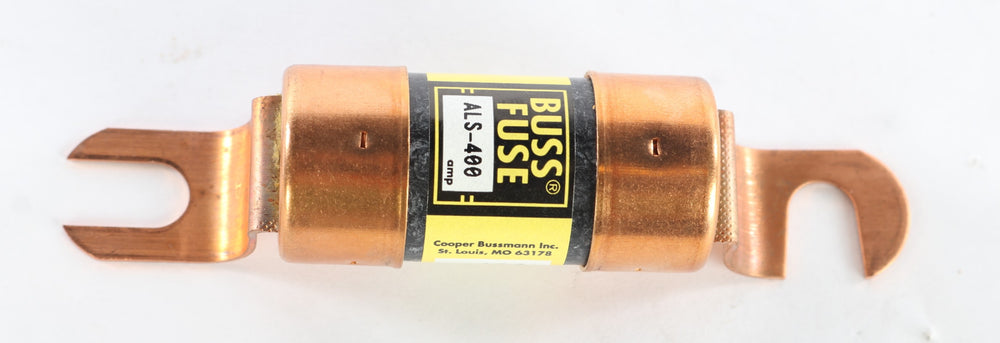 BUSS®
FUSE
ALS-400
amp
Cooper Bussmann Inc.
St. Louis, MO 63178